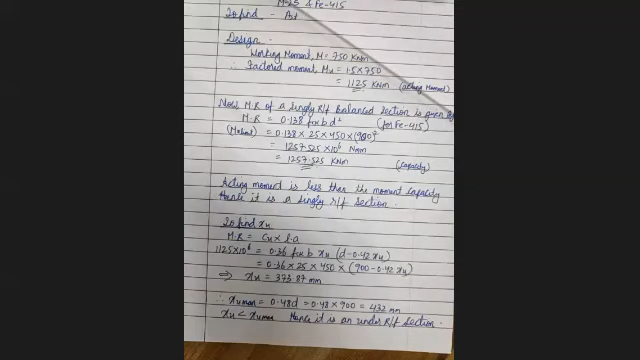 M-25 & Fe-415
To find - Ast
Design -
Working Moment, M = 750 KNm
∴ Factored moment, Mu = 1.5 x 750
= 1125 KNm (acting Moment)
Now M.R of a singly R/f balanced section is given by
M.R = 0.138 fck b d² (for Fe-415)
= 0.138 x 25 x 450 x (900)²
= 1257.525 x 10⁶ Nmm
= 1257.525 KNm (Capacity)
Acting moment is less than the moment capacity
Hence it is a singly R/f section.
To find xu
M.R = Cu x l.a
1125 x 10⁶ = 0.36 fck b xu (d - 0.42 xu)
= 0.36 x 25 x 450 x (900 - 0.42 xu)
⇒ xu = 373.87 mm
∴ xumax = 0.48d = 0.48 x 900 = 432 mm
xu < xumax Hence it is an under R/f section.